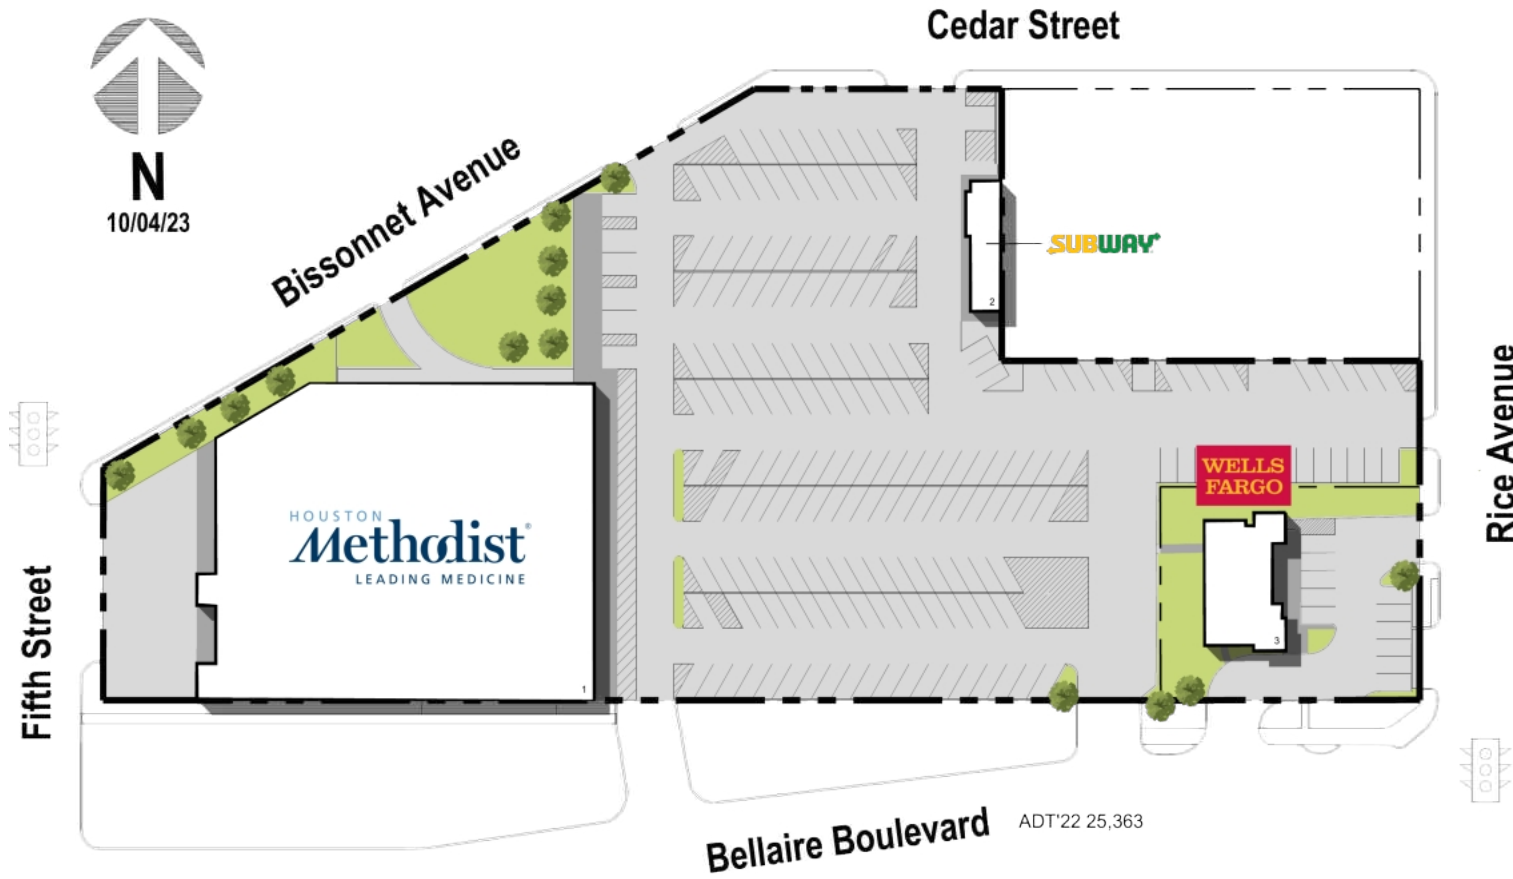 Cedar Street
N
10/04/23
Bissonnet Avenue
SUBWAY
2
Rice Avenue
WELLS
FARGO
HOUSTON
Methodist
LEADING MEDICINE
®
3
1
Fifth Street
Bellaire Boulevard
ADT'22 25,363